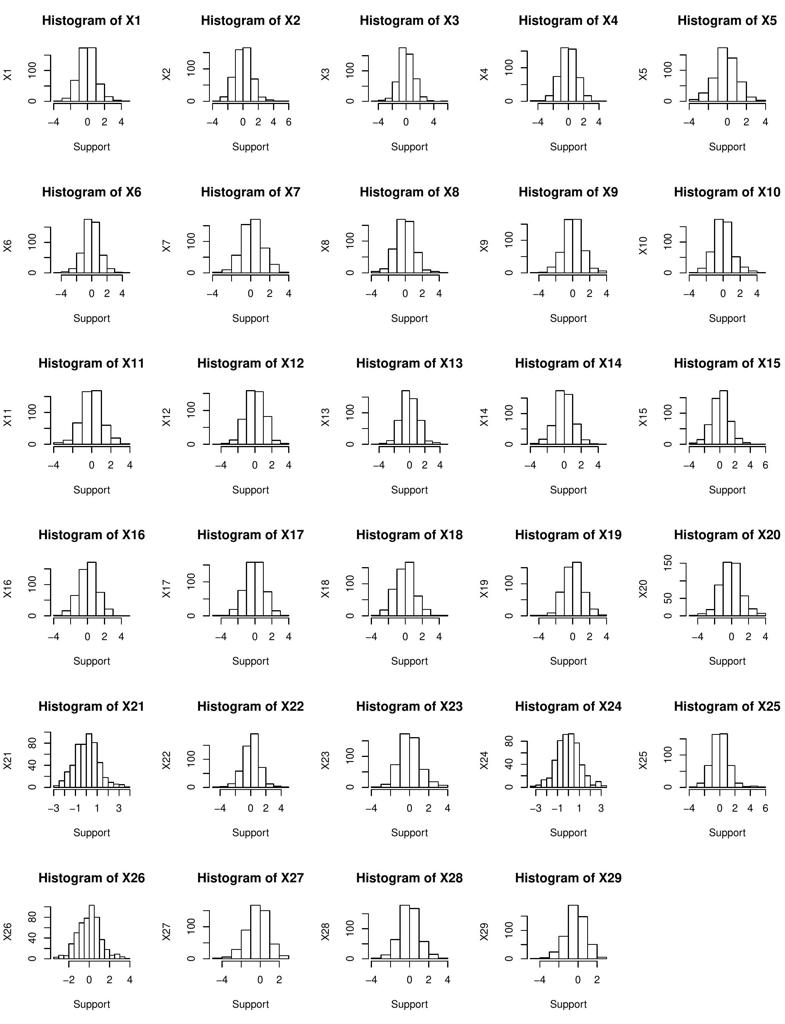 Histogram of X1 Histogram of X2 Histogram of X3 Histogram of X4 Histogram of X5
X1 0 100 X2 0 100 X3 0 100 X4 0 100 X5 0 100
−4 0 2 4 −4 0 2 4 6 −4 0 2 4 6 −4 0 2 4 −4 0 2 4
Support Support Support Support Support
Histogram of X6 Histogram of X7 Histogram of X8 Histogram of X9 Histogram of X10
X6 0 100 X7 0 100 X8 0 100 X9 0 100 X10 0 100
−4 0 2 4 −4 0 2 4 −4 0 2 4 −4 0 2 4 −4 0 2 4
Support Support Support Support Support
Histogram of X11 Histogram of X12 Histogram of X13 Histogram of X14 Histogram of X15
X11 0 100 X12 0 100 X13 0 100 X14 0 100 X15 0 100
−4 0 2 4 −4 0 2 4 −4 0 2 4 −4 0 2 4 −4 0 2 4 6
Support Support Support Support Support
Histogram of X16 Histogram of X17 Histogram of X18 Histogram of X19 Histogram of X20
X16 0 100 X17 0 100 X18 0 100 X19 0 100 X20 0 50 150
−4 0 2 4 −4 0 2 4 −4 0 2 4 −4 0 2 4 −4 0 2 4
Support Support Support Support Support
Histogram of X21 Histogram of X22 Histogram of X23 Histogram of X24 Histogram of X25
X21 0 40 80 X22 0 100 X23 0 100 X24 0 40 80 X25 0 100
−3 −1 1 3 −4 0 2 4 −4 0 2 4 −3 −1 1 3 −4 0 2 4 6
Support Support Support Support Support
Histogram of X26 Histogram of X27 Histogram of X28 Histogram of X29
X26 0 40 80 X27 0 100 X28 0 100 X29 0 100
−2 0 2 4 −4 0 2 −4 0 2 4 −4 0 2
Support Support Support Support